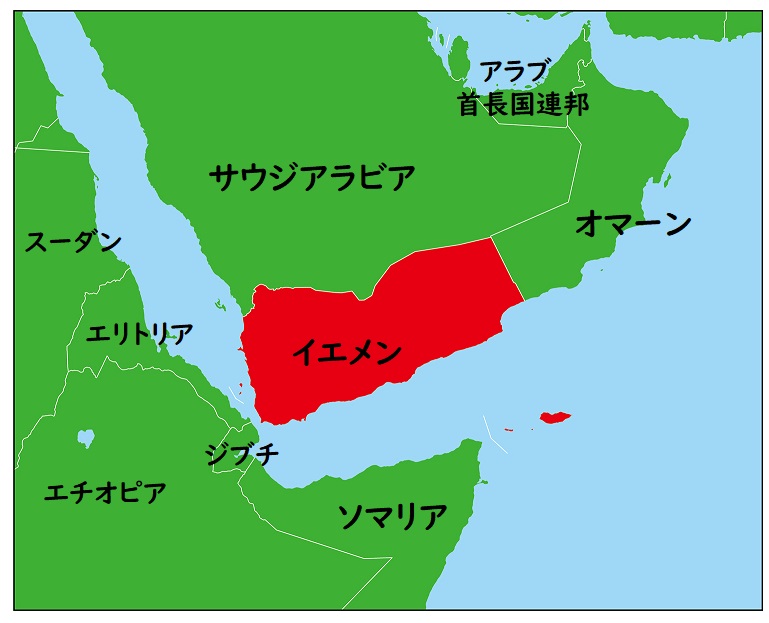 アラブ
首長国連邦
サウジアラビア
オマーン
スーダン
エリトリア
イエメン
ジブチ
エチオピア
ソマリア